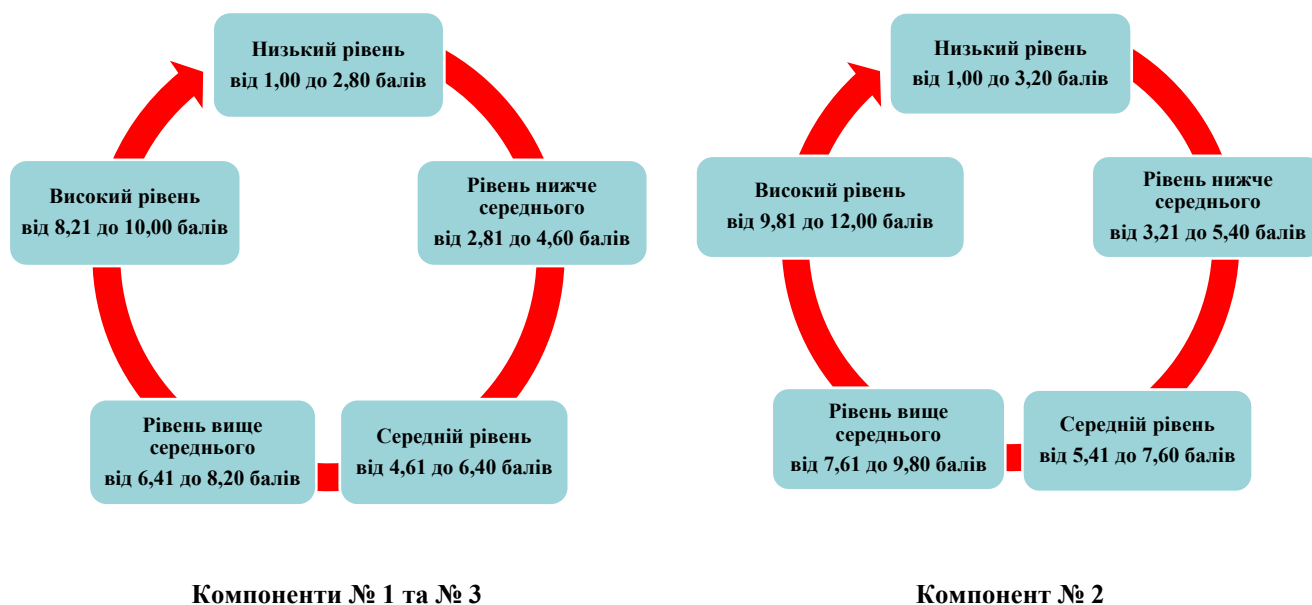 Низький рівень
від 1,00 до 2,80 балів
Рівень нижче
середнього
від 2,81 до 4,60 балів
Середній рівень
від 4,61 до 6,40 балів
Рівень вище
середнього
від 6,41 до 8,20 балів
Високий рівень
від 8,21 до 10,00 балів
Компоненти № 1 та № 3
Низький рівень
від 1,00 до 3,20 балів
Рівень нижче
середнього
від 3,21 до 5,40 балів
Середній рівень
від 5,41 до 7,60 балів
Рівень вище
середнього
від 7,61 до 9,80 балів
Високий рівень
від 9,81 до 12,00 балів
Компонент № 2